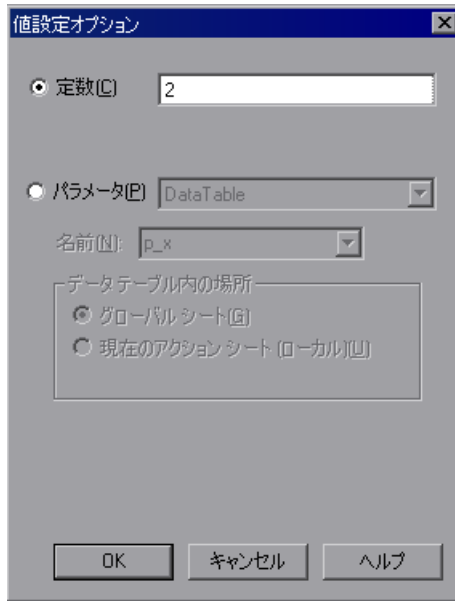 値設定オプション
定数(C) 2
パラメータ(P) DataTable
名前(N): p_x
データ テーブル内の場所
グローバル シート(G)
現在のアクション シート (ローカル)(U)
OK キャンセル ヘルプ